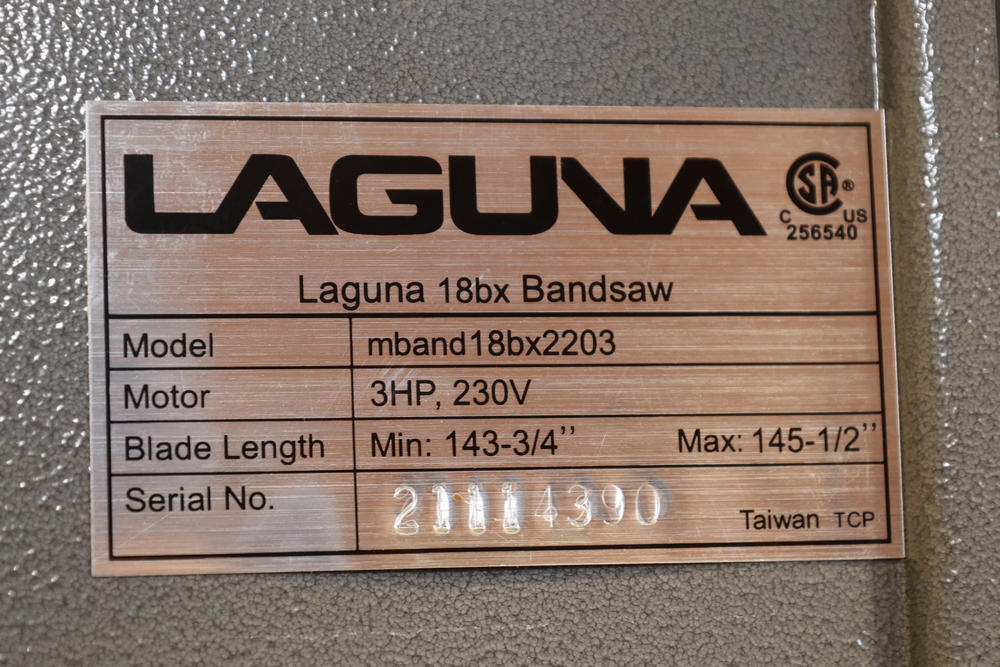 LAGUNA
CSA®
C US
256540
Laguna 18bx Bandsaw
Model mband18bx2203
Motor 3HP, 230V
Blade Length Min: 143-3/4’’ Max: 145-1/2’’
Serial No. 21114390
Taiwan TCP